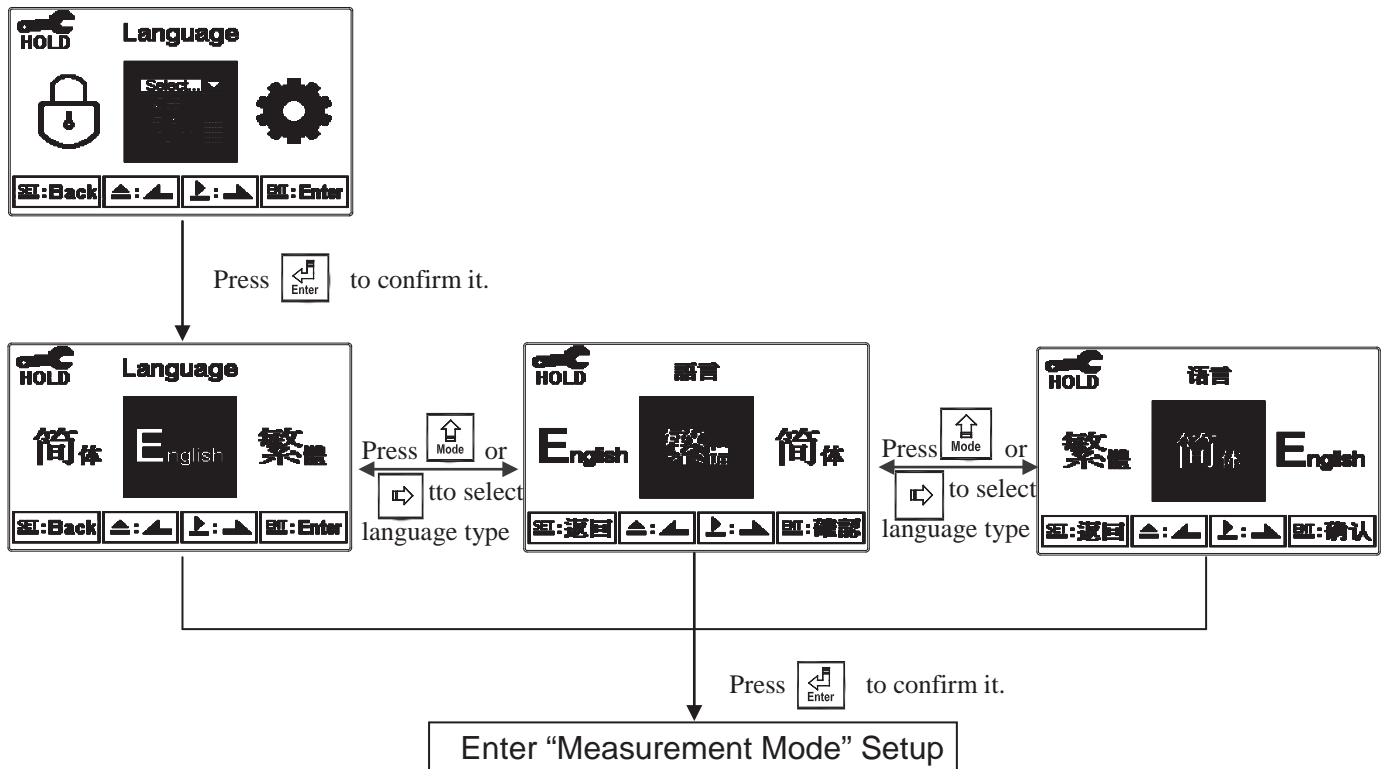 HOLD
Language
Select...
SET:Back
ENT:Enter
Press Enter to confirm it.
HOLD
Language
简体
English
繁體
SET:Back
ENT:Enter
Press Mode or
tto select
language type
HOLD
語言
English
繁體
简体
SET:返回
ENT:確認
Press Mode or
to select
language type
HOLD
语言
繁體
简体
English
SET:返回
ENT:确认
Press Enter to confirm it.
Enter “Measurement Mode” Setup